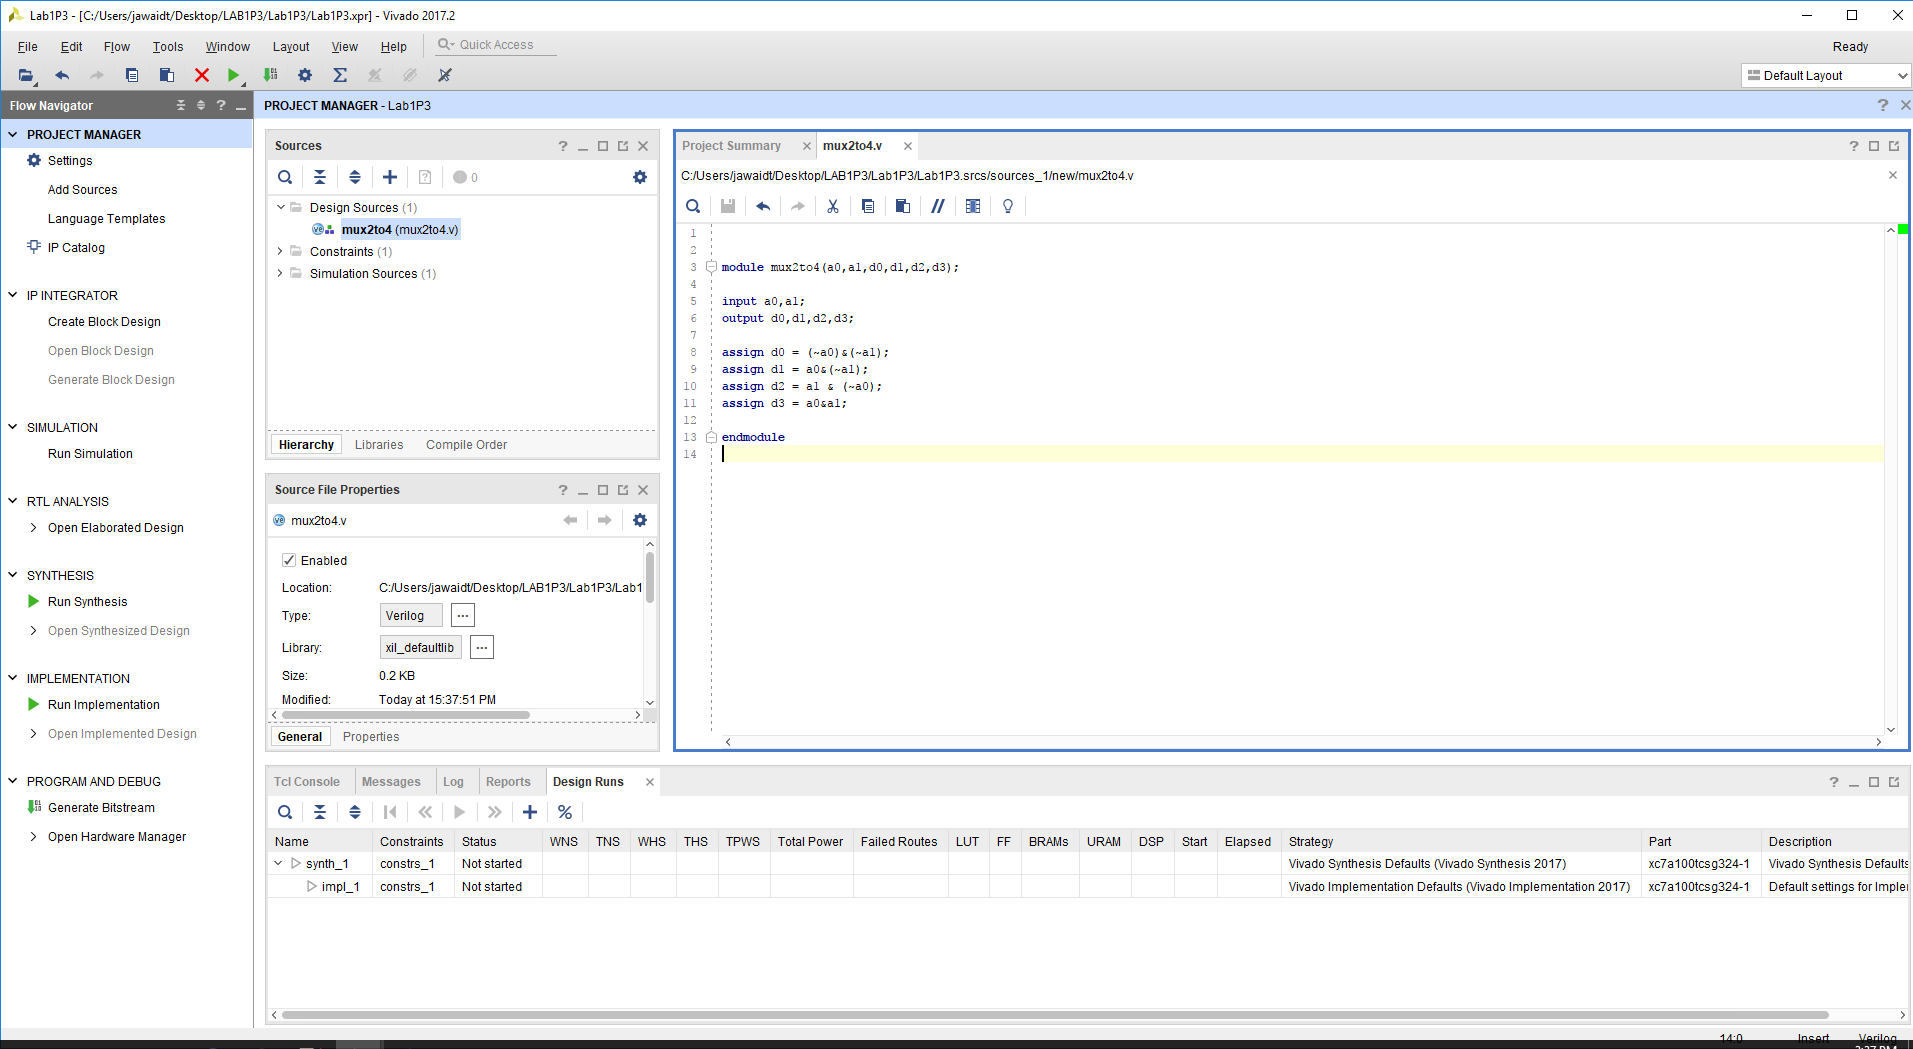 Lab1P3 - [C:/Users/jawaidt/Desktop/LAB1P3/Lab1P3/Lab1P3.xpr] - Vivado 2017.2
File Edit Flow Tools Window Layout View Help Quick Access Ready
Default Layout
Flow Navigator
PROJECT MANAGER
Settings
Add Sources
Language Templates
IP Catalog
IP INTEGRATOR
Create Block Design
Open Block Design
Generate Block Design
SIMULATION
Run Simulation
RTL ANALYSIS
Open Elaborated Design
SYNTHESIS
Run Synthesis
Open Synthesized Design
IMPLEMENTATION
Run Implementation
Open Implemented Design
PROGRAM AND DEBUG
Generate Bitstream
Open Hardware Manager
PROJECT MANAGER - Lab1P3
Sources
0
Design Sources (1)
mux2to4 (mux2to4.v)
Constraints (1)
Simulation Sources (1)
Hierarchy Libraries Compile Order
Source File Properties
mux2to4.v
Enabled
Location: C:/Users/jawaidt/Desktop/LAB1P3/Lab1P3/Lab1
Type: Verilog ...
Library: xil_defaultlib ...
Size: 0.2 KB
Modified: Today at 15:37:51 PM
General Properties
Project Summary mux2to4.v
C:/Users/jawaidt/Desktop/LAB1P3/Lab1P3/Lab1P3.srcs/sources_1/new/mux2to4.v
1
2
3 module mux2to4(a0,a1,d0,d1,d2,d3);
4
5 input a0,a1;
6 output d0,d1,d2,d3;
7
8 assign d0 = (~a0)&(~a1);
9 assign d1 = a0&(~a1);
10 assign d2 = a1 & (~a0);
11 assign d3 = a0&a1;
12
13 endmodule
14
Tcl Console Messages Log Reports Design Runs
Name Constraints Status WNS TNS WHS THS TPWS Total Power Failed Routes LUT FF BRAMs URAM DSP Start Elapsed Strategy Part Description
synth_1 constrs_1 Not started Vivado Synthesis Defaults (Vivado Synthesis 2017) xc7a100tcsg324-1 Vivado Synthesis Defaults
impl_1 constrs_1 Not started Vivado Implementation Defaults (Vivado Implementation 2017) xc7a100tcsg324-1 Default settings for Imple
14:0 Insert Verilog